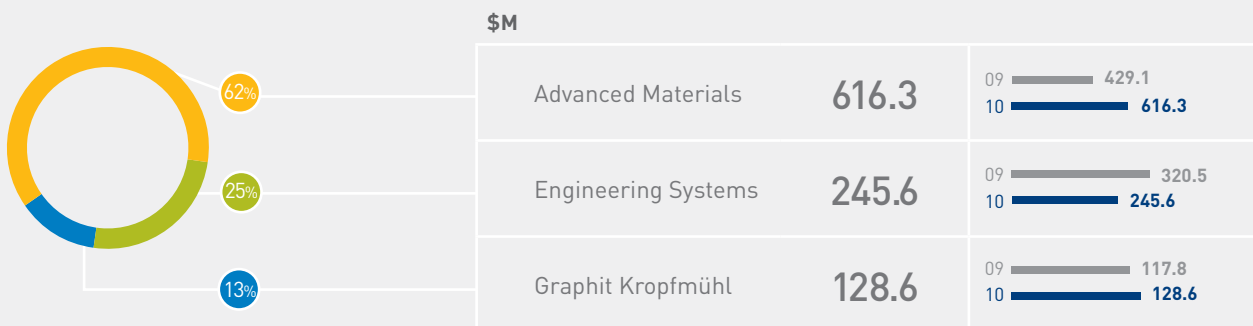 $M
62%
Advanced Materials 616.3
09 429.1
10 616.3
25%
Engineering Systems 245.6
09 320.5
10 245.6
13%
Graphit Kropfmühl 128.6
09 117.8
10 128.6